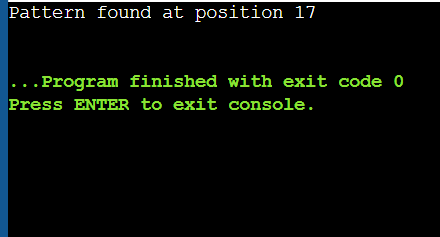 Pattern found at position 17
...Program finished with exit code 0
Press ENTER to exit console.